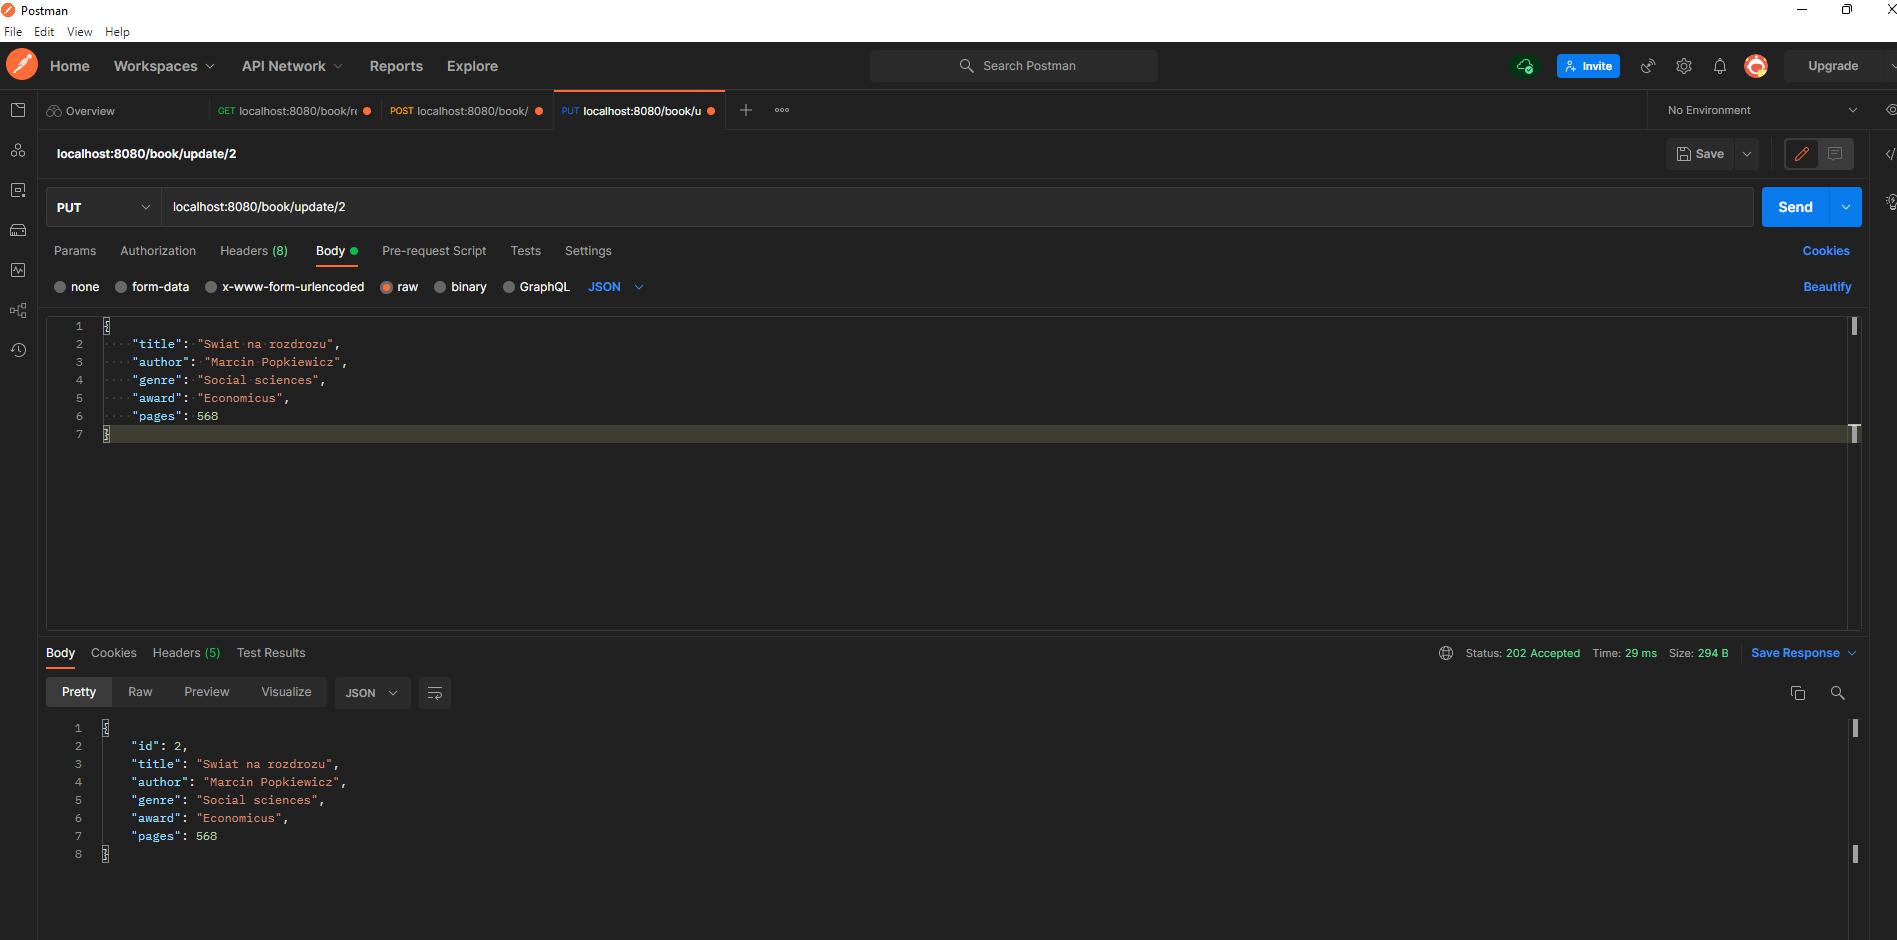 Postman
File Edit View Help
Home Workspaces API Network Reports Explore Search Postman Invite Upgrade
Overview GET localhost:8080/book/re POST localhost:8080/book/ PUT localhost:8080/book/u No Environment
localhost:8080/book/update/2 Save
PUT localhost:8080/book/update/2 Send
Params Authorization Headers (8) Body Pre-request Script Tests Settings Cookies
none form-data x-www-form-urlencoded raw binary GraphQL JSON Beautify
1 {
2 "title": "Swiat na rozdrozu",
3 "author": "Marcin Popkiewicz",
4 "genre": "Social sciences",
5 "award": "Economicus",
6 "pages": 568
7 }
Body Cookies Headers (5) Test Results Status: 202 Accepted Time: 29 ms Size: 294 B Save Response
Pretty Raw Preview Visualize JSON
1 {
2 "id": 2,
3 "title": "Swiat na rozdrozu",
4 "author": "Marcin Popkiewicz",
5 "genre": "Social sciences",
6 "award": "Economicus",
7 "pages": 568
8 }